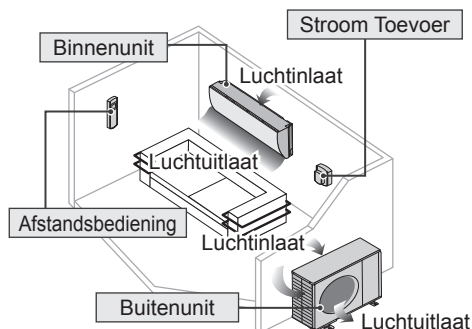 Stroom Toevoer
Binnenunit
Luchtinlaat
Luchtuitlaat
Afstandsbediening
Luchtinlaat
Buitenunit
Luchtuitlaat